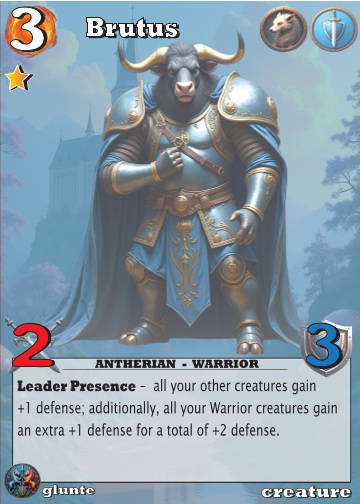 3
Brutus
2
3
ANTHERIAN - WARRIOR
Leader Presence - all your other creatures gain
+1 defense; additionally, all your Warrior creatures gain
an extra +1 defense for a total of +2 defense.
glunte
creature